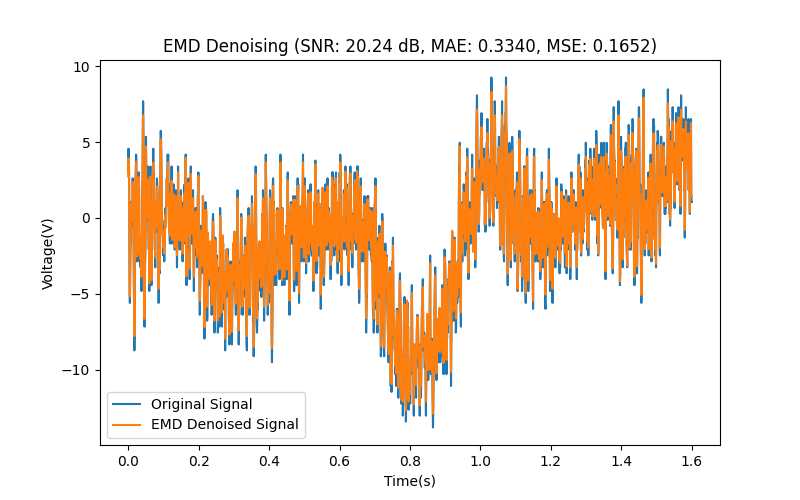 EMD Denoising (SNR: 20.24 dB, MAE: 0.3340, MSE: 0.1652)
10
5
0
−5
−10
Voltage(V)
Original Signal
EMD Denoised Signal
0.0 0.2 0.4 0.6 0.8 1.0 1.2 1.4 1.6
Time(s)